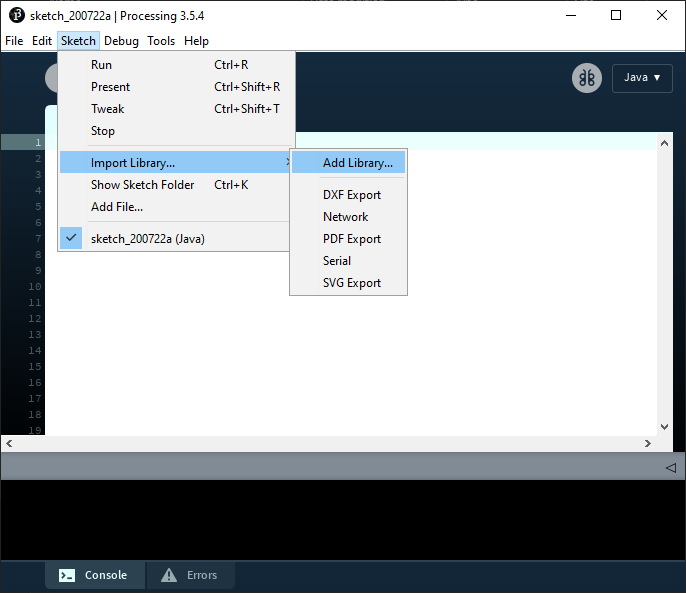 sketch_200722a | Processing 3.5.4
File Edit Sketch Debug Tools Help
Java ▾
Run Ctrl+R
Present Ctrl+Shift+R
Tweak Ctrl+Shift+T
Stop
Import Library...
Show Sketch Folder Ctrl+K
Add File...
sketch_200722a (Java)
Add Library...
DXF Export
Network
PDF Export
Serial
SVG Export
1
2
3
4
5
6
7
8
9
10
11
12
13
14
15
16
17
18
19
Console Errors